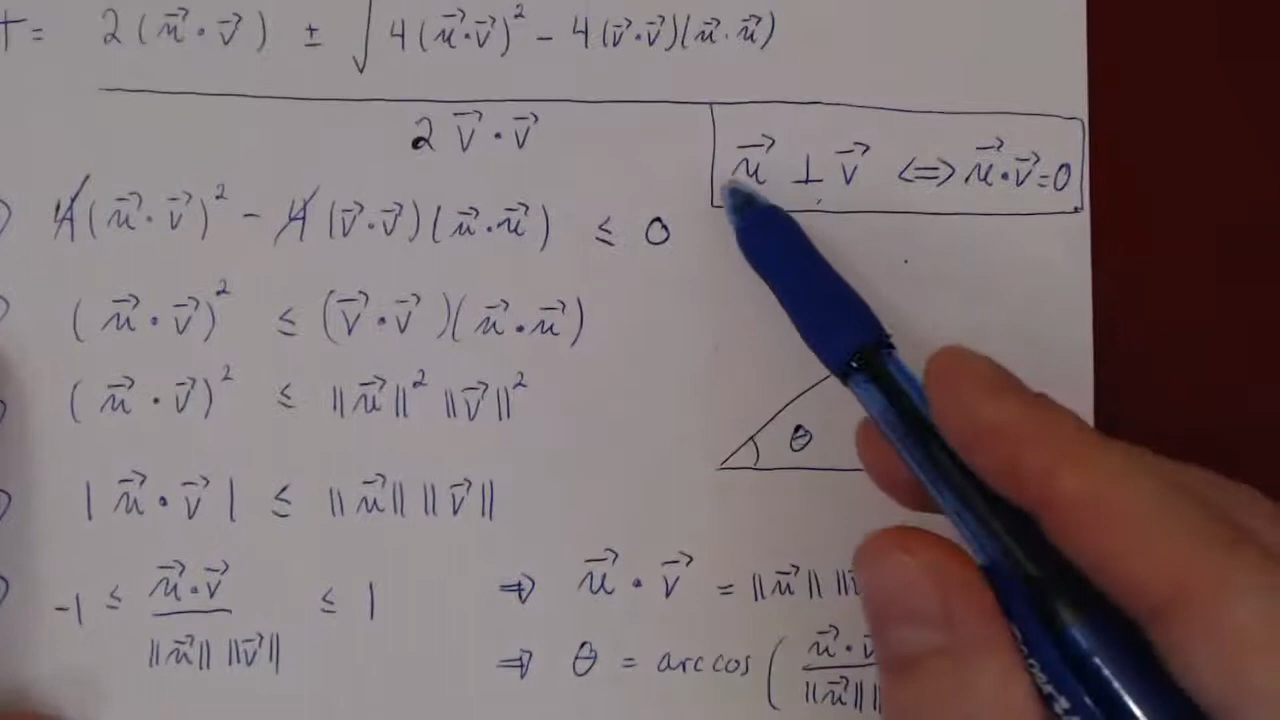 t = 2(u⃗·v⃗) ± √4(u⃗·v⃗)² − 4(v⃗·v⃗)(u⃗·u⃗)
2 v⃗·v⃗
u⃗ ⊥ v⃗ <=> u⃗·v⃗=0
4(u⃗·v⃗)² − 4(v⃗·v⃗)(u⃗·u⃗) ≤ 0
(u⃗·v⃗)² ≤ (v⃗·v⃗)(u⃗·u⃗)
(u⃗·v⃗)² ≤ ||u⃗||² ||v⃗||²
θ
|u⃗·v⃗| ≤ ||u⃗|| ||v⃗||
-1 ≤ u⃗·v⃗ / ||u⃗|| ||v⃗|| ≤ 1
⇒ u⃗·v⃗ = ||u⃗|| ||v⃗
⇒ θ = arccos ( u⃗·v⃗ / ||u⃗|| ||